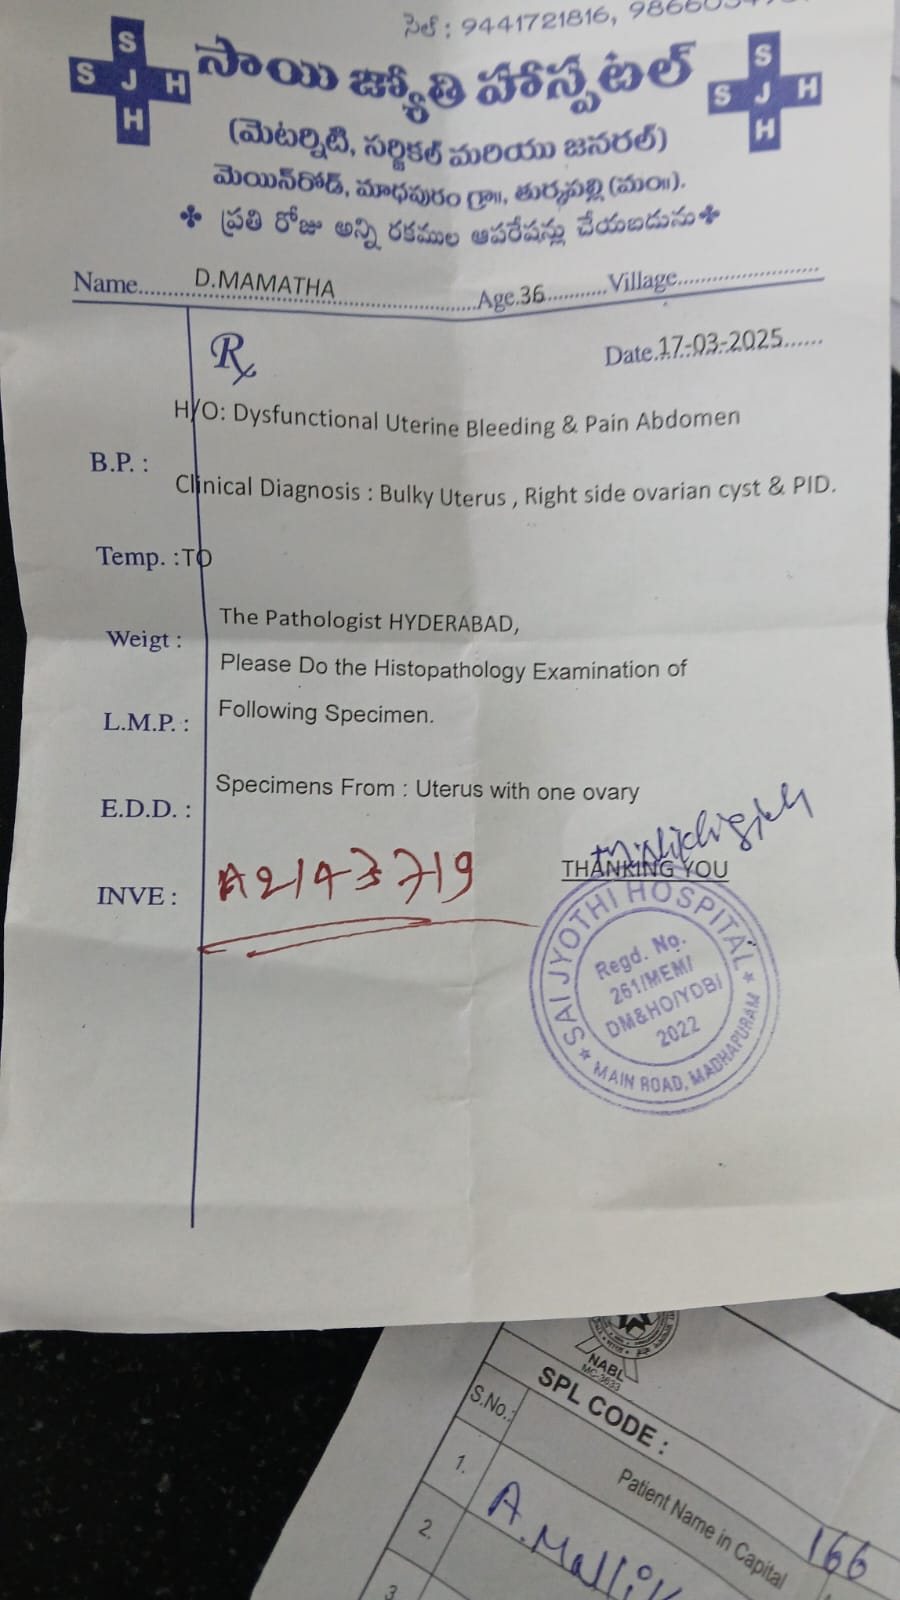 సెల్ : 9441721816,
S
S J H
H
సాయి జ్యోతి హాస్పటల్
S
S J H
H
(మెటర్నిటి, సర్జికల్ మరియు జనరల్)
మెయిన్‌రోడ్, మాధపురం గ్రా॥, తుర్కపల్లి (మం॥).
ప్రతి రోజు అన్ని రకముల ఆపరేషన్లు చేయబడును
Name.......... D.MAMATHA ..........Age.36...........Village..........
Rx
Date.17-03-2025......
H/O: Dysfunctional Uterine Bleeding & Pain Abdomen
B.P. :
Clinical Diagnosis : Bulky Uterus , Right side ovarian cyst & PID.
Temp. :TO
The Pathologist HYDERABAD,
Weigt :
Please Do the Histopathology Examination of
L.M.P. :
Following Specimen.
Specimens From : Uterus with one ovary
E.D.D. :
THANKING YOU
INVE :
A2143719
SAI JYOTHI HOSPITAL
Regd. No.
261/MEM/
DM&HO/YDBI
2022
MAIN ROAD, MADHAPURAM
NABL
MC-3633
SPL CODE :
S.No.:
Patient Name in Capital
166
1.
2.
3